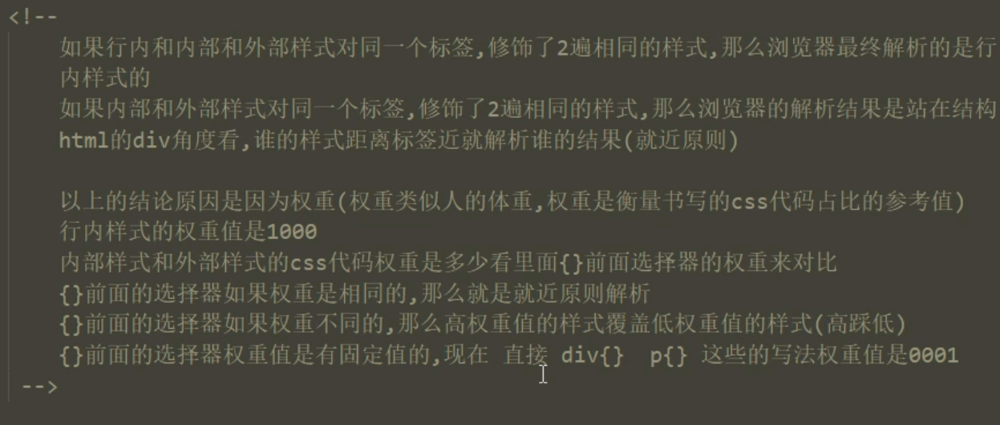 <!--
如果行内和内部和外部样式对同一个标签,修饰了2遍相同的样式,那么浏览器最终解析的是行
内样式的
如果内部和外部样式对同一个标签,修饰了2遍相同的样式,那么浏览器的解析结果是站在结构
html的div角度看,谁的样式距离标签近就解析谁的结果(就近原则)
以上的结论原因是因为权重(权重类似人的体重,权重是衡量书写的css代码占比的参考值)
行内样式的权重值是1000
内部样式和外部样式的css代码权重是多少看里面{}前面选择器的权重来对比
{}前面的选择器如果权重是相同的,那么就是就近原则解析
{}前面的选择器如果权重不同的,那么高权重值的样式覆盖低权重值的样式(高踩低)
{}前面的选择器权重值是有固定值的,现在 直接 div{}  p{} 这些的写法权重值是0001
-->